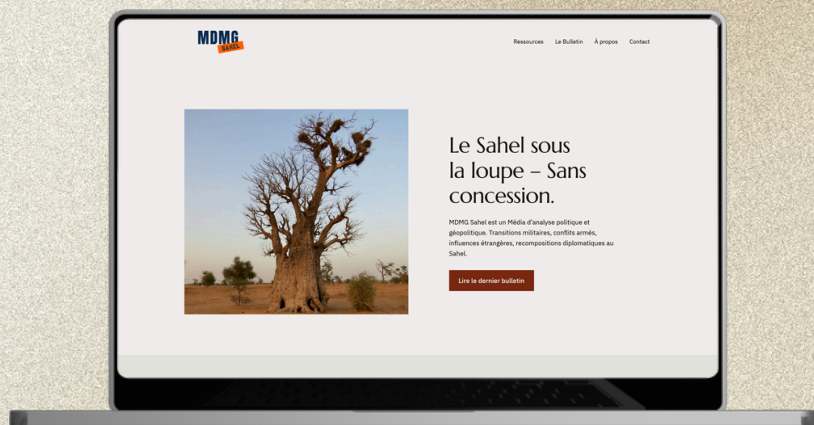 MDMG
SAHEL
Ressources Le Bulletin À propos Contact
Le Sahel sous
la loupe – Sans
concession.
MDMG Sahel est un Média d'analyse politique et
géopolitique. Transitions militaires, conflits armés,
influences étrangères, recompositions diplomatiques au
Sahel.
Lire le dernier bulletin